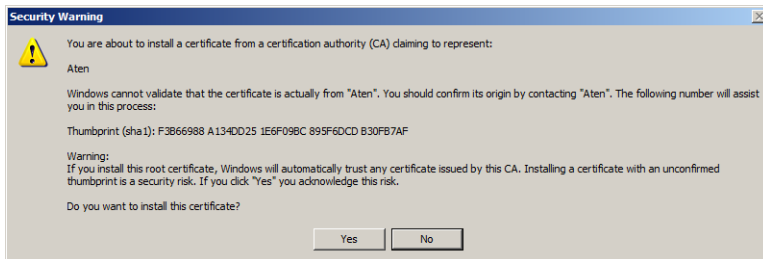 Security Warning
You are about to install a certificate from a certification authority (CA) claiming to represent:
Aten
Windows cannot validate that the certificate is actually from "Aten". You should confirm its origin by contacting "Aten". The following number will assist
you in this process:
Thumbprint (sha1): F3B66988 A134DD25 1E6F09BC 895F6DCD B30FB7AF
Warning:
If you install this root certificate, Windows will automatically trust any certificate issued by this CA. Installing a certificate with an unconfirmed
thumbprint is a security risk. If you click "Yes" you acknowledge this risk.
Do you want to install this certificate?
Yes No